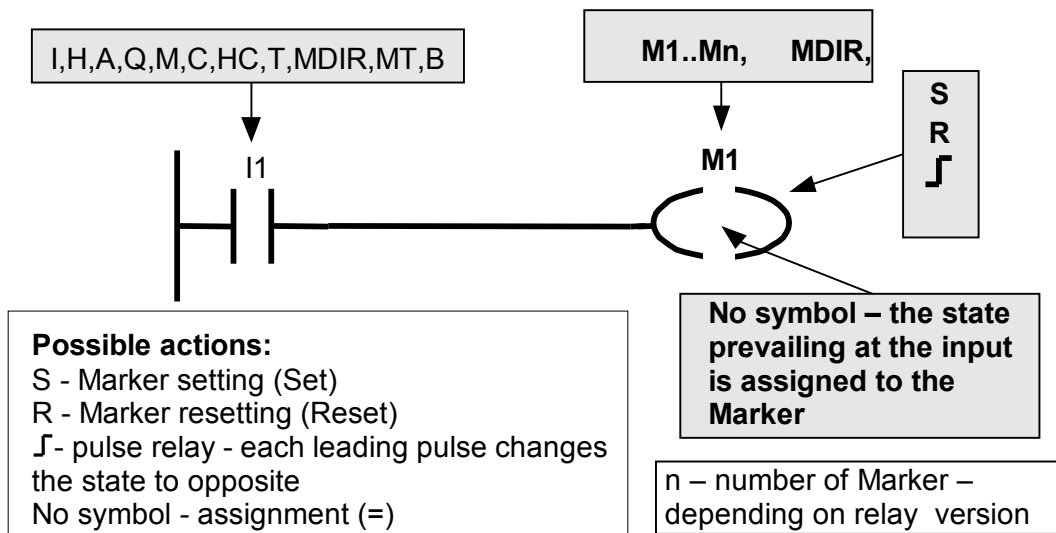 I,H,A,Q,M,C,HC,T,MDIR,MT,B
M1..Mn, MDIR,
S
R
I1
M1
No symbol – the state
prevailing at the input
is assigned to the
Marker
Possible actions:
S - Marker setting (Set)
R - Marker resetting (Reset)
- pulse relay - each leading pulse changes
the state to opposite
No symbol - assignment (=)
n – number of Marker –
depending on relay version